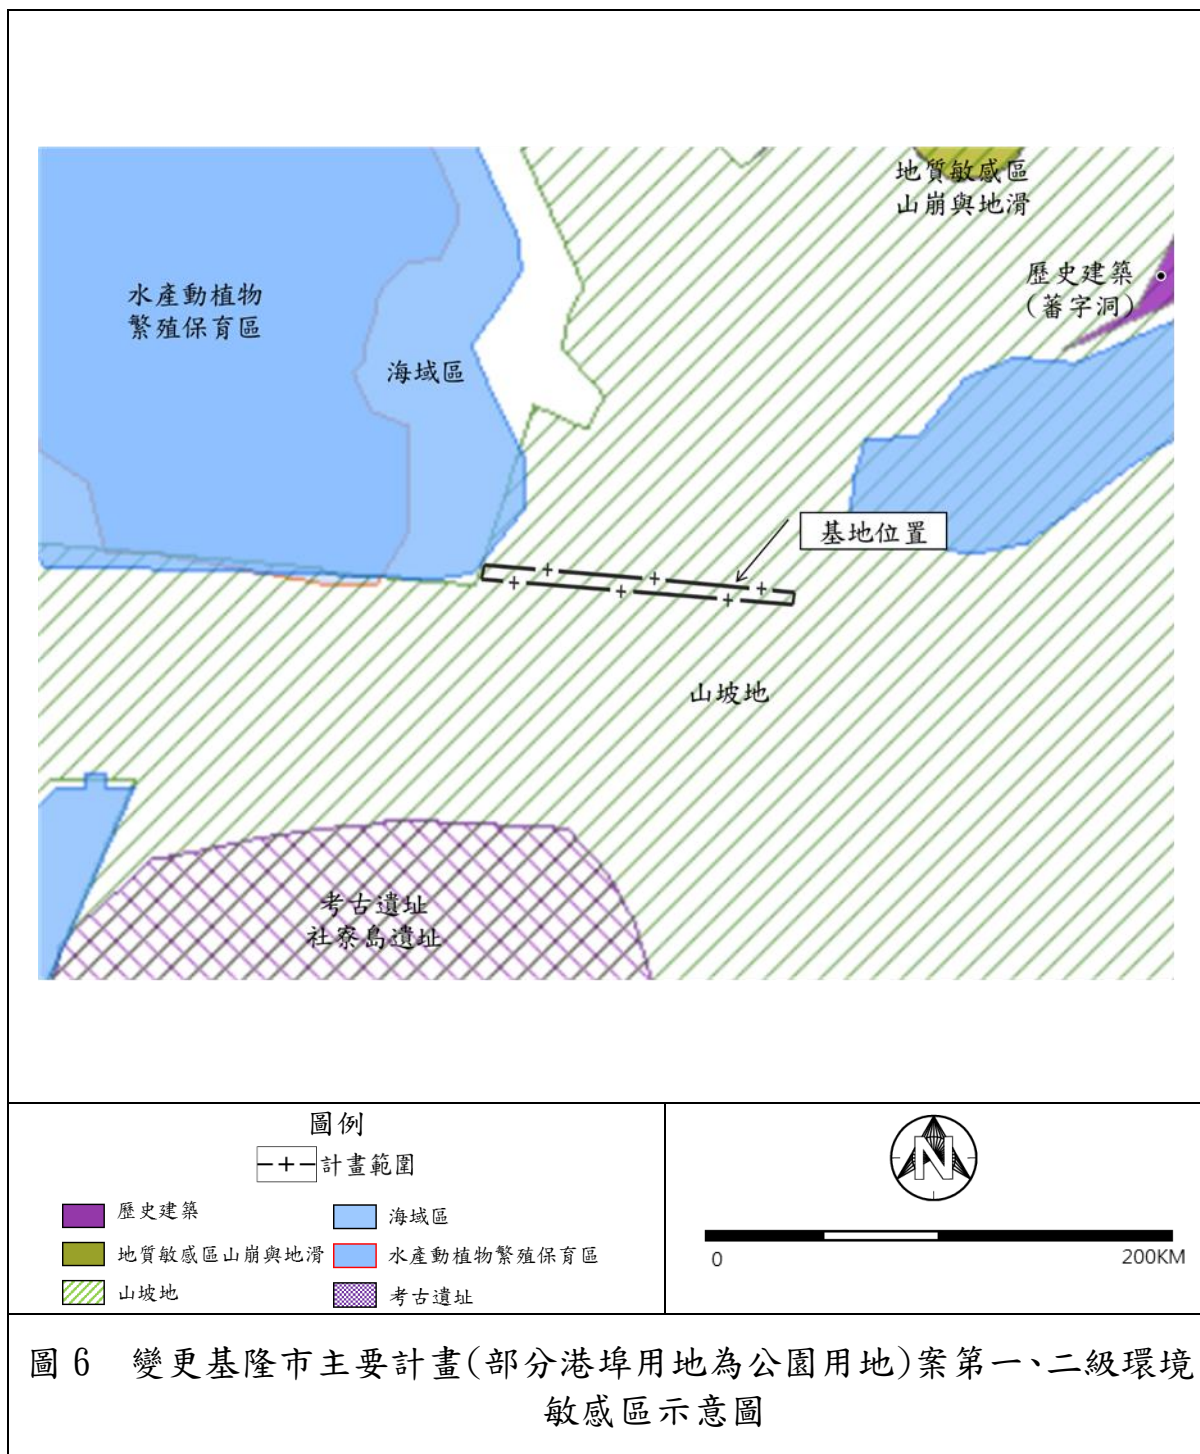 地質敏感區
山崩與地滑
歷史建築
(蕃字洞)
水產動植物
繁殖保育區
海域區
基地位置
山坡地
考古遺址
社寮島遺址
圖例
計畫範圍
歷史建築
海域區
地質敏感區山崩與地滑
水產動植物繁殖保育區
山坡地
考古遺址
N
0 200KM
圖 6 變更基隆市主要計畫(部分港埠用地為公園用地)案第一、二級環境
敏感區示意圖